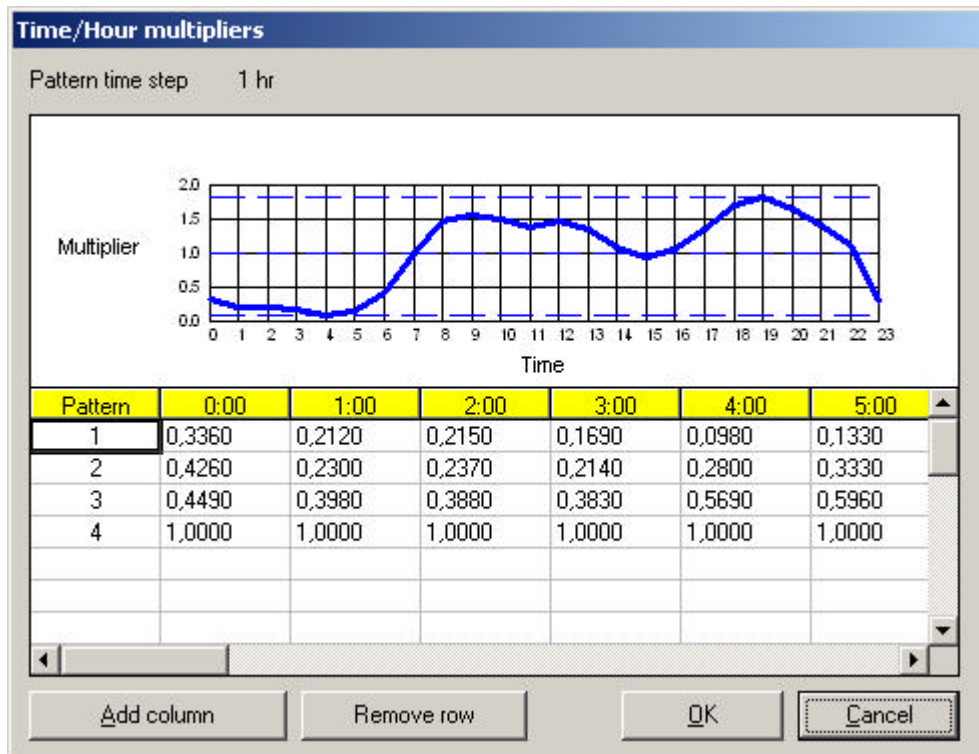 Time/Hour multipliers
Pattern time step 1 hr
2.0
1.5
Multiplier 1.0
0.5
0.0
0 1 2 3 4 5 6 7 8 9 10 11 12 13 14 15 16 17 18 19 20 21 22 23
Time
Pattern 0:00 1:00 2:00 3:00 4:00 5:00
1 0,3360 0,2120 0,2150 0,1690 0,0980 0,1330
2 0,4260 0,2300 0,2370 0,2140 0,2800 0,3330
3 0,4490 0,3980 0,3880 0,3830 0,5690 0,5960
4 1,0000 1,0000 1,0000 1,0000 1,0000 1,0000
Add column Remove row OK Cancel